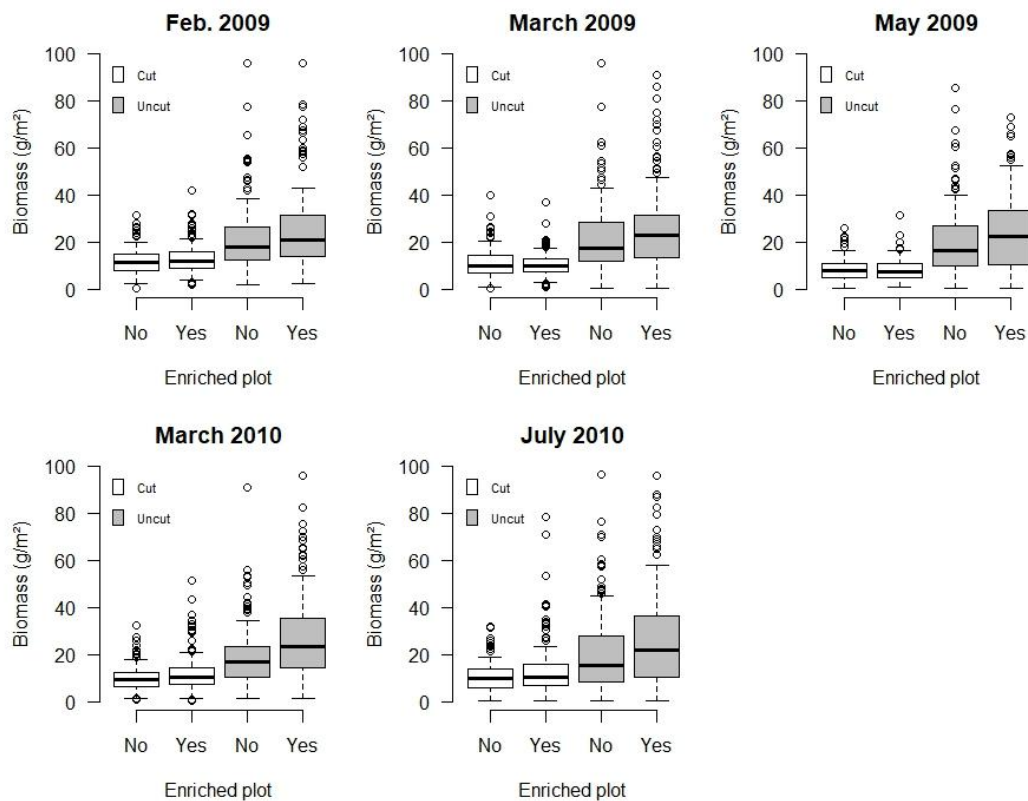 Feb. 2009
100
80
60
40
20
0
Biomass (g/m²)
Cut
Uncut
No Yes No Yes
Enriched plot
March 2009
100
80
60
40
20
0
Biomass (g/m²)
Cut
Uncut
No Yes No Yes
Enriched plot
May 2009
100
80
60
40
20
0
Biomass (g/m²)
Cut
Uncut
No Yes No Yes
Enriched plot
March 2010
100
80
60
40
20
0
Biomass (g/m²)
Cut
Uncut
No Yes No Yes
Enriched plot
July 2010
100
80
60
40
20
0
Biomass (g/m²)
Cut
Uncut
No Yes No Yes
Enriched plot